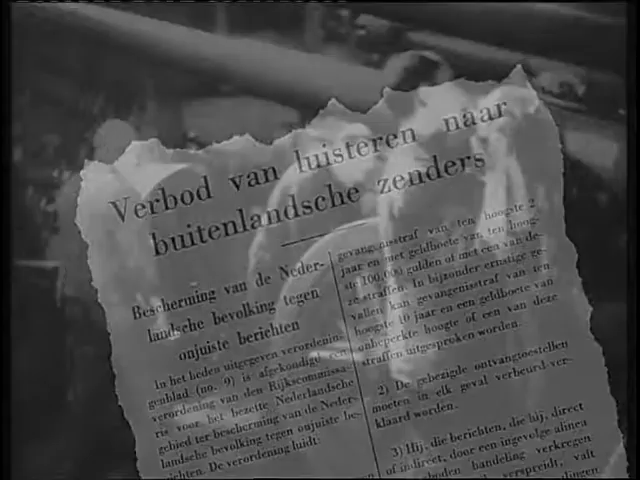 Verbod van luisteren naar
buitenlandsche zenders
Bescherming van de Neder-
landsche bevolking tegen
onjuiste berichten
In het heden uitgegeven verordenin-
genblad (no. 9) is afgekondigd een
verordening van den Rijkscommissa-
ris voor het bezette Nederlandsche
gebied ter bescherming van de Neder-
landsche bevolking tegen onjuiste be-
richten. De verordening luidt:
gevangenisstraf van ten hoogste 2
jaar en met geldboete van ten hoog-
ste 100.000 gulden of met een van de-
ze straffen. In bijzonder ernstige ge-
vallen kan gevangenisstraf van ten
hoogste 10 jaar en een geldboete van
onbeperkte hoogte of een van deze
straffen uitgesproken worden.
2) De gebezigde ontvangtoestellen
moeten in elk geval verbeurd ver-
klaard worden.
3) Hij, die berichten, die hij, direct
of indirect, door een ingevolge alinea
boden handeling verkregen
verspreidt, valt